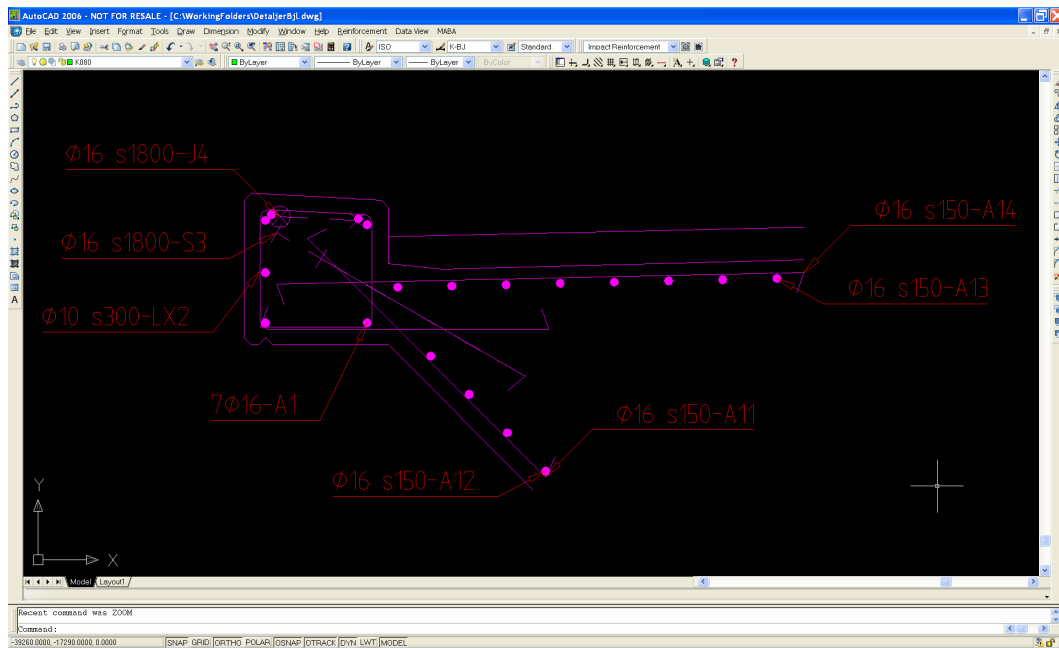 AutoCAD 2006 - NOT FOR RESALE - [C:\WorkingFolders\DetaljerBjl.dwg]
File Edit View Insert Format Tools Draw Dimension Modify Window Help Reinforcement Data View MABA
ISO K-BJ Standard Impact Reinforcement
K080 ByLayer ByLayer ByLayer ByColor
Ø16 s1800-J4
Ø16 s150-A14
Ø16 s1800-S3
Ø16 s150-A13
Ø10 s300-LX2
7Ø16-A1
Ø16 s150-A11
Ø16 s150-A12
Y
X
A
Model Layout1
Recent command was ZOOM
Command:
-39260.0000, -17290.0000, 0.0000 SNAP GRID ORTHO POLAR OSNAP OTRACK DYN LWT MODEL